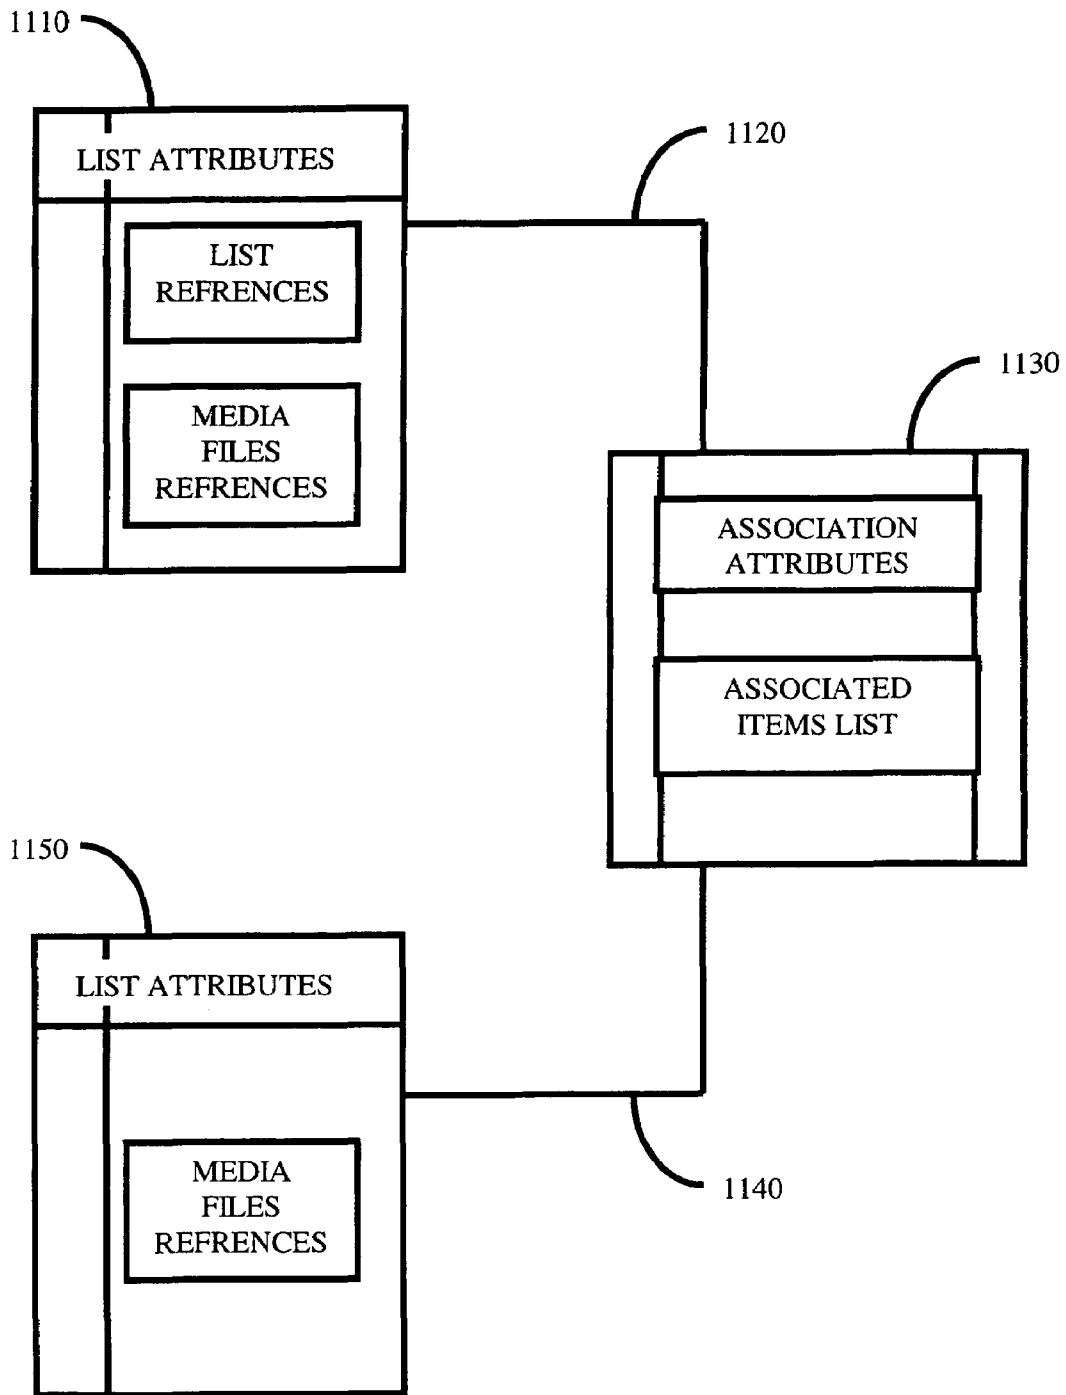 1110
LIST ATTRIBUTES
LIST
REFRENCES
MEDIA
FILES
REFRENCES
1120
1130
ASSOCIATION
ATTRIBUTES
ASSOCIATED
ITEMS LIST
1150
LIST ATTRIBUTES
MEDIA
FILES
REFRENCES
1140